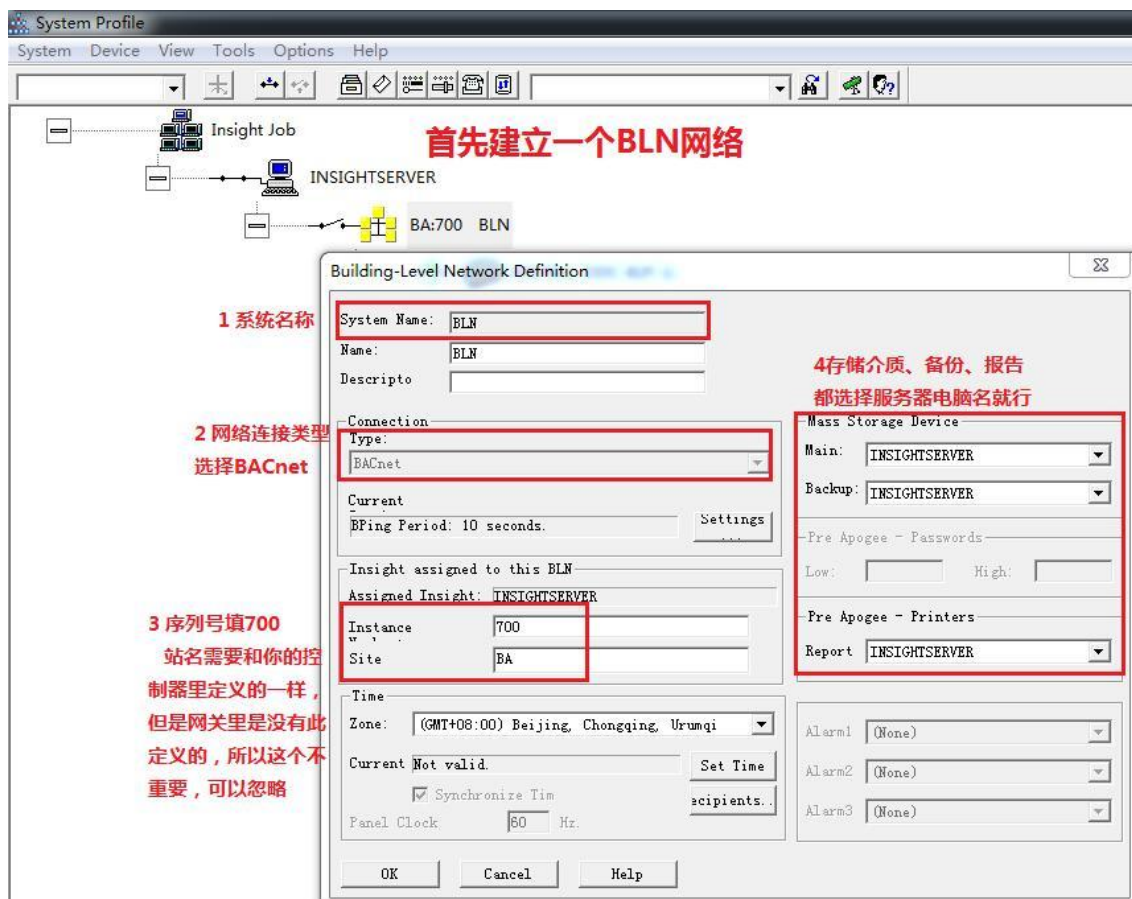 System Profile
System Device View Tools Options Help
Insight Job
首先建立一个BLN网络
INSIGHTSERVER
BA:700 BLN
Building-Level Network Definition
1 系统名称
System Name: BLN
Name: BLN
Descripto
4存储介质、备份、报告
都选择服务器电脑名就行
2 网络连接类型
选择BACnet
Connection
Type:
BACnet
Current
BPing Period: 10 seconds.
Settings
...
Mass Storage Device
Main: INSIGHTSERVER
Backup: INSIGHTSERVER
Pre Apogee - Passwords
Low: High:
Insight assigned to this BLN
Assigned Insight: INSIGHTSERVER
3 序列号填700
站名需要和你的控
制器里定义的一样，
但是网关里是没有此
定义的，所以这个不
重要，可以忽略
Instance
700
Site BA
Pre Apogee - Printers
Report INSIGHTSERVER
Time
Zone: (GMT+08:00) Beijing, Chongqing, Urumqi
Current Not valid.
Set Time
Synchronize Tim
ecipients..
Panel Clock 60 Hz.
Alarm1 (None)
Alarm2 (None)
Alarm3 (None)
OK Cancel Help